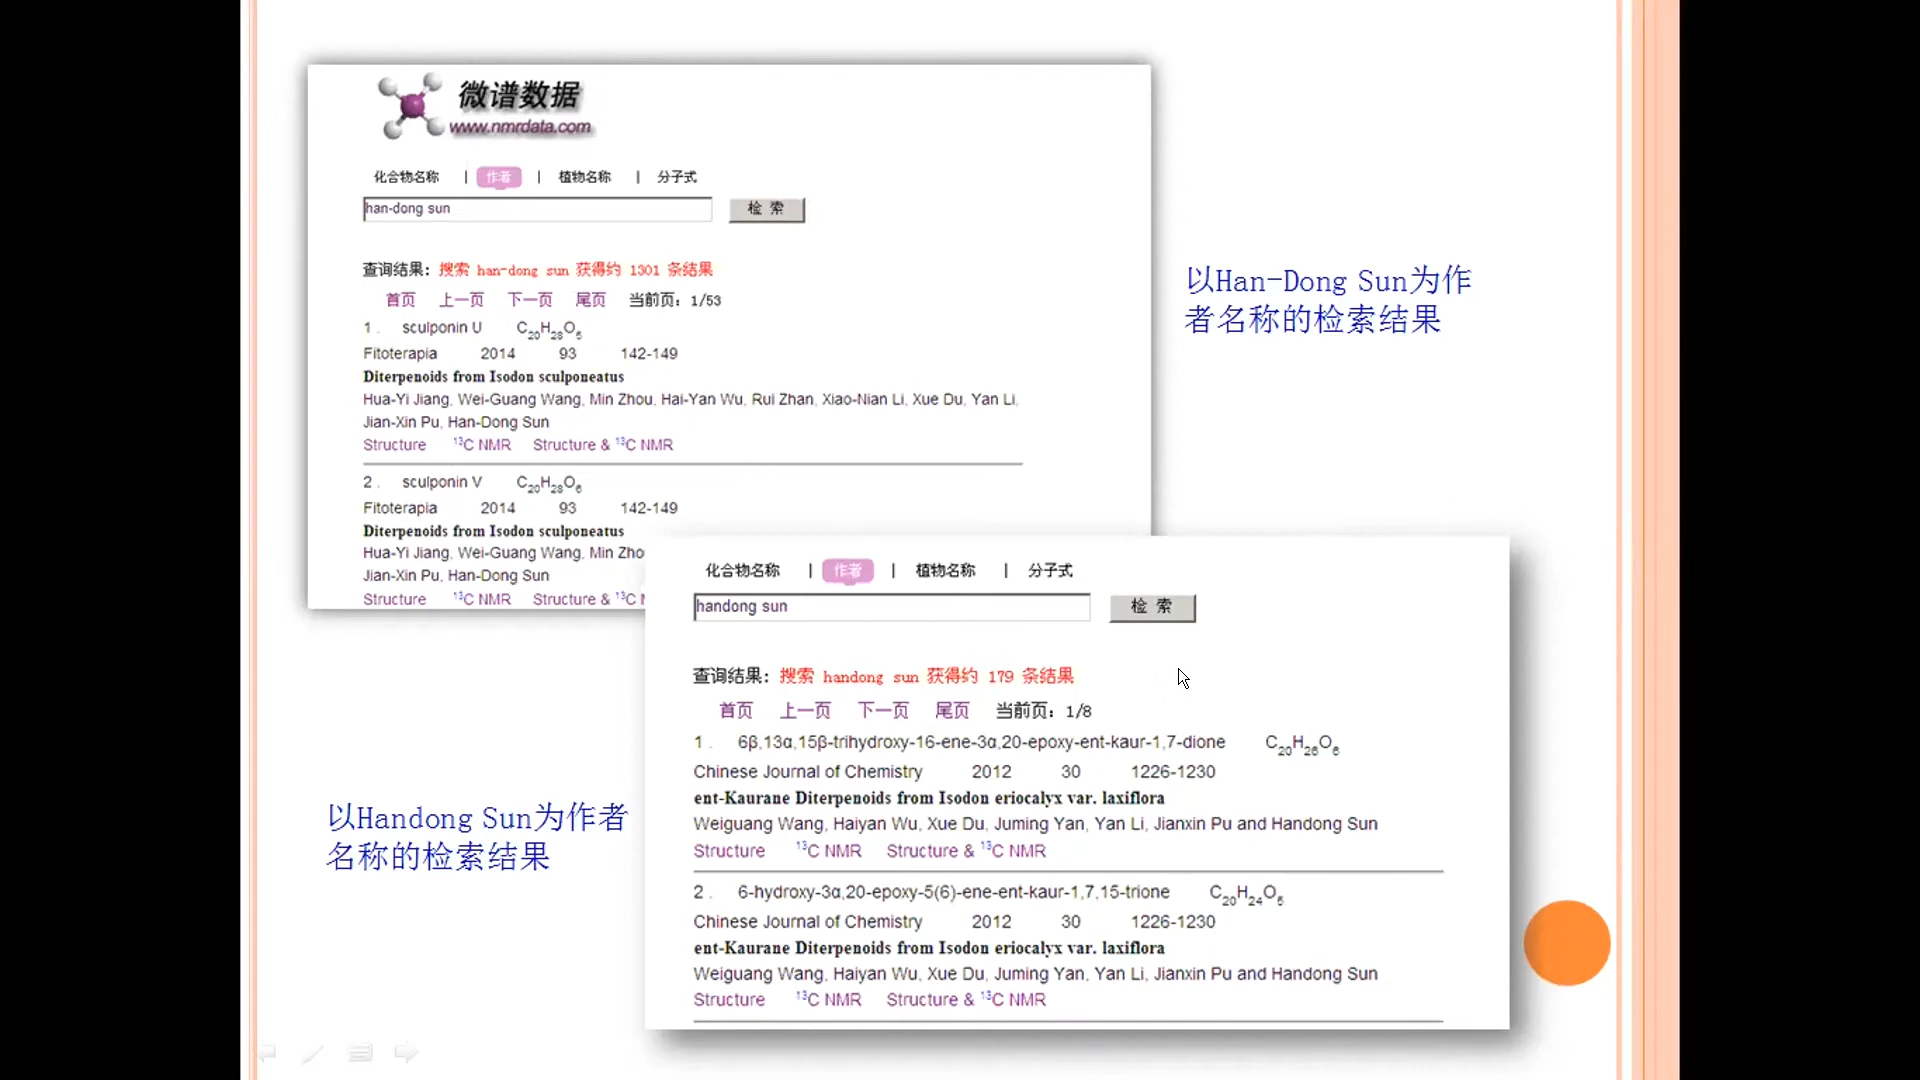 微谱数据
www.nmrdata.com
化合物名称 | 作者 | 植物名称 | 分子式
han-dong sun
检 索
查询结果：搜索 han-dong sun 获得约 1301 条结果
首页 上一页 下一页 尾页 当前页：1/53
1 . sculponin U C20H28O5
Fitoterapia 2014 93 142-149
Diterpenoids from Isodon sculponeatus
Hua-Yi Jiang, Wei-Guang Wang, Min Zhou, Hai-Yan Wu, Rui Zhan, Xiao-Nian Li, Xue Du, Yan Li,
Jian-Xin Pu, Han-Dong Sun
Structure 13C NMR Structure & 13C NMR
2 . sculponin V C20H28O6
Fitoterapia 2014 93 142-149
Diterpenoids from Isodon sculponeatus
Hua-Yi Jiang, Wei-Guang Wang, Min Zhou
Jian-Xin Pu, Han-Dong Sun
Structure 13C NMR Structure & 13C N
以Han-Dong Sun为作
者名称的检索结果
化合物名称 | 作者 | 植物名称 | 分子式
handong sun
检 索
查询结果：搜索 handong sun 获得约 179 条结果
首页 上一页 下一页 尾页 当前页：1/8
1 . 6β,13α,15β-trihydroxy-16-ene-3α,20-epoxy-ent-kaur-1,7-dione C20H26O6
Chinese Journal of Chemistry 2012 30 1226-1230
ent-Kaurane Diterpenoids from Isodon eriocalyx var. laxiflora
Weiguang Wang, Haiyan Wu, Xue Du, Juming Yan, Yan Li, Jianxin Pu and Handong Sun
Structure 13C NMR Structure & 13C NMR
2 . 6-hydroxy-3α,20-epoxy-5(6)-ene-ent-kaur-1,7,15-trione C20H24O5
Chinese Journal of Chemistry 2012 30 1226-1230
ent-Kaurane Diterpenoids from Isodon eriocalyx var. laxiflora
Weiguang Wang, Haiyan Wu, Xue Du, Juming Yan, Yan Li, Jianxin Pu and Handong Sun
Structure 13C NMR Structure & 13C NMR
以Handong Sun为作者
名称的检索结果